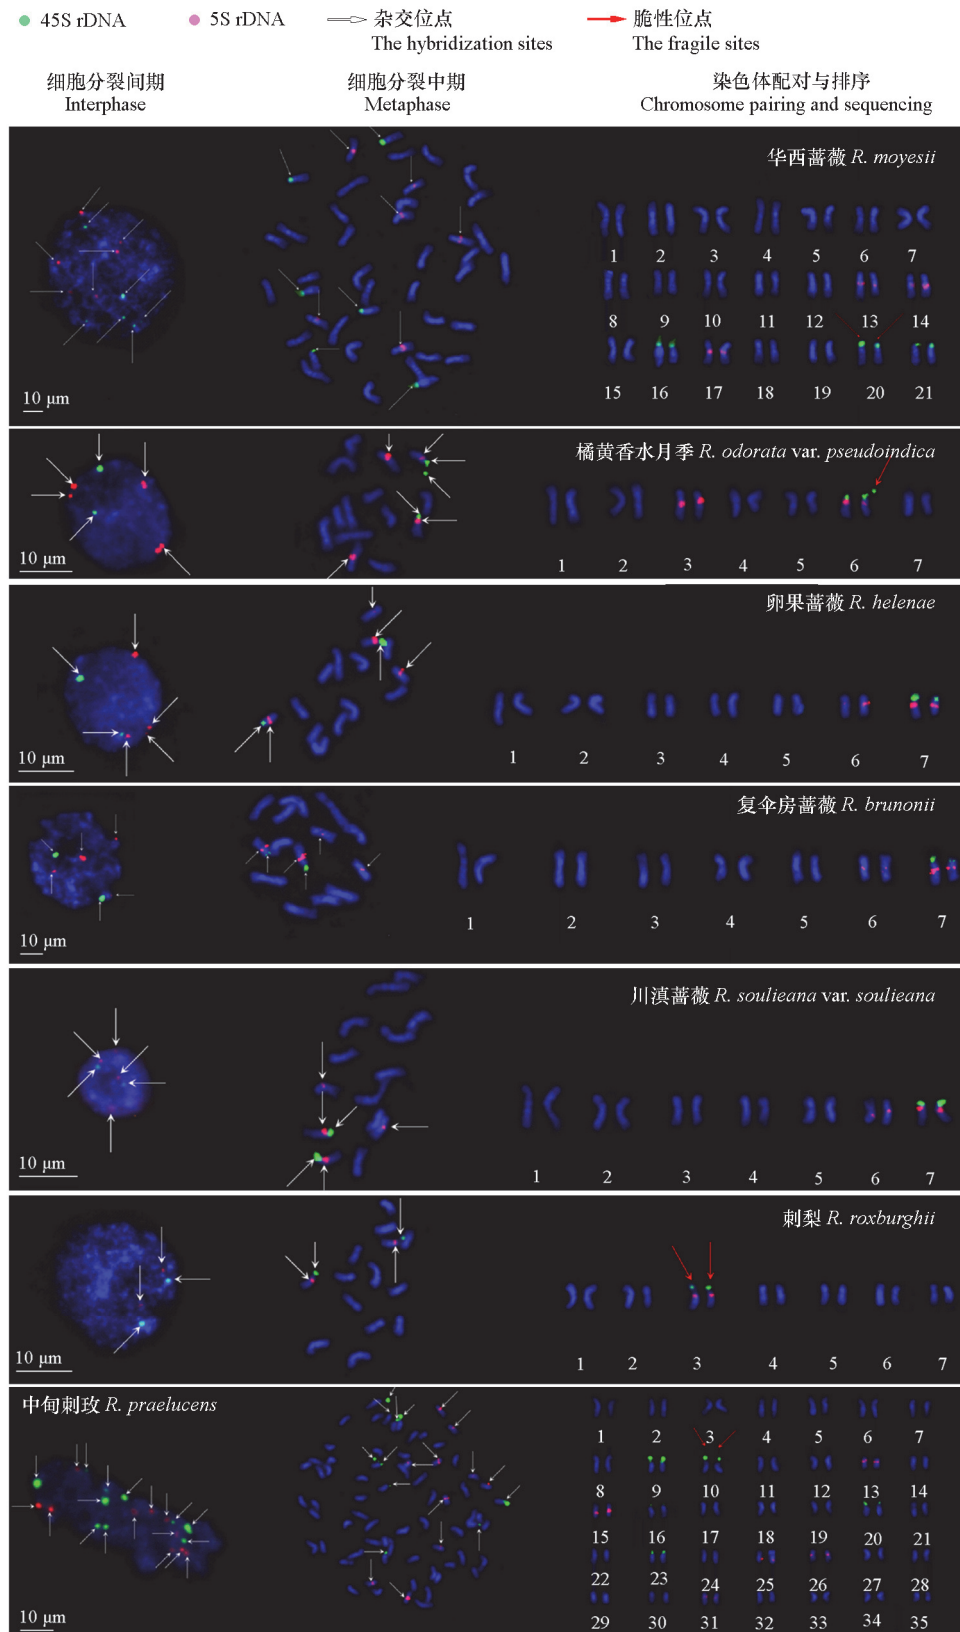 45S rDNA 5S rDNA 杂交位点 脆性位点
The hybridization sites The fragile sites
细胞分裂间期 细胞分裂中期 染色体配对与排序
Interphase Metaphase Chromosome pairing and sequencing
华西蔷薇 R. moyesii
1 2 3 4 5 6 7
8 9 10 11 12 13 14
15 16 17 18 19 20 21
10 μm
橘黄香水月季 R. odorata var. pseudoindica
10 μm
1 2 3 4 5 6 7
卵果蔷薇 R. helenae
10 μm
1 2 3 4 5 6 7
复伞房蔷薇 R. brunonii
1 2 3 4 5 6 7
10 μm
川滇蔷薇 R. soulieana var. soulieana
10 μm
1 2 3 4 5 6 7
刺梨 R. roxburghii
10 μm
1 2 3 4 5 6 7
中甸刺玫 R. praelucens
1 2 3 4 5 6 7
8 9 10 11 12 13 14
15 16 17 18 19 20 21
22 23 24 25 26 27 28
10 μm
29 30 31 32 33 34 35